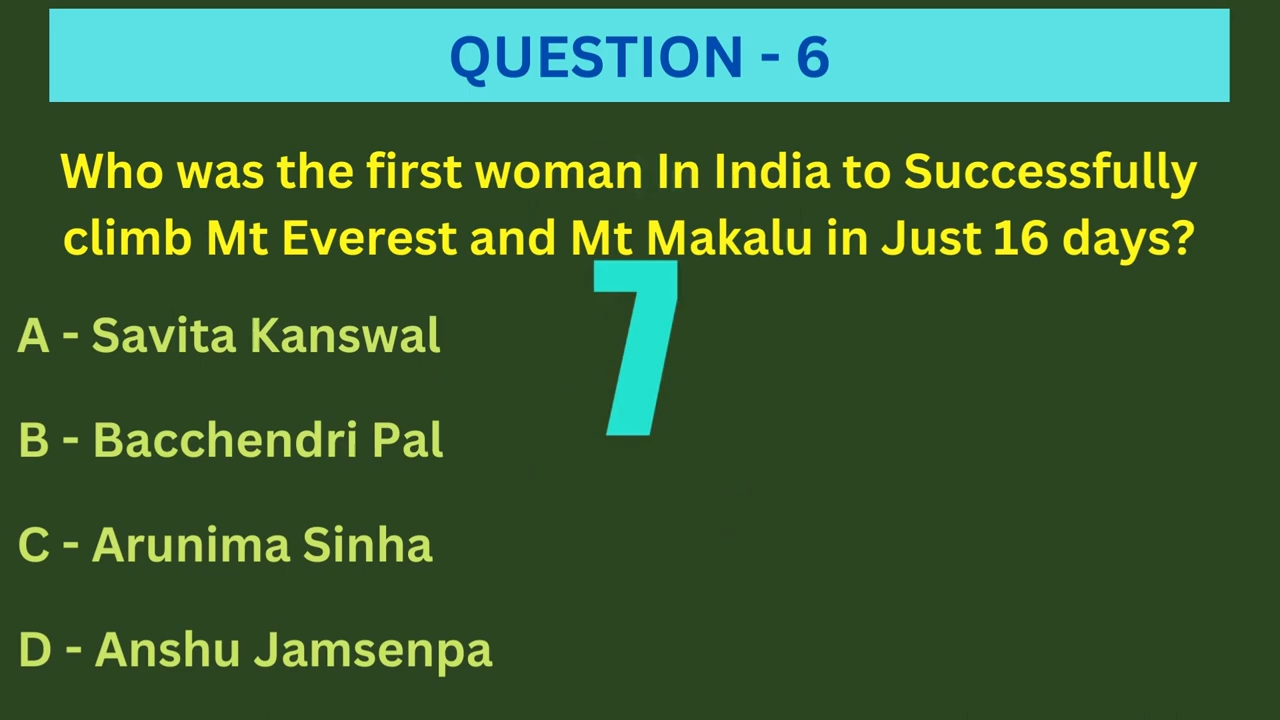 QUESTION - 6
Who was the first woman In India to Successfully
climb Mt Everest and Mt Makalu in Just 16 days?
7
A - Savita Kanswal
B - Bacchendri Pal
C - Arunima Sinha
D - Anshu Jamsenpa